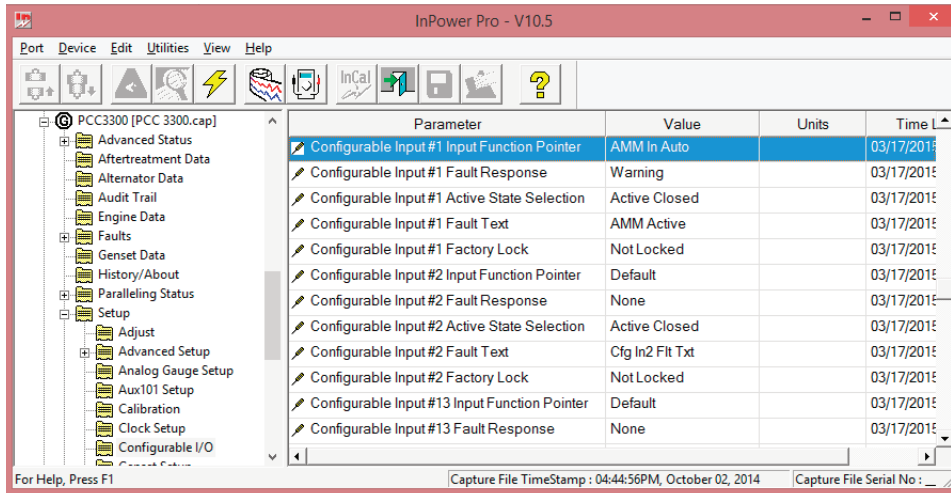 InPower Pro - V10.5
Port Device Edit Utilities View Help
InCal
PCC3300 [PCC 3300.cap]
Advanced Status
Aftertreatment Data
Alternator Data
Audit Trail
Engine Data
Faults
Genset Data
History/About
Paralleling Status
Setup
Adjust
Advanced Setup
Analog Gauge Setup
Aux101 Setup
Calibration
Clock Setup
Configurable I/O
Parameter Value Units Time L
Configurable Input #1 Input Function Pointer AMM In Auto 03/17/2015
Configurable Input #1 Fault Response Warning 03/17/2015
Configurable Input #1 Active State Selection Active Closed 03/17/2015
Configurable Input #1 Fault Text AMM Active 03/17/2015
Configurable Input #1 Factory Lock Not Locked 03/17/2015
Configurable Input #2 Input Function Pointer Default 03/17/2015
Configurable Input #2 Fault Response None 03/17/2015
Configurable Input #2 Active State Selection Active Closed 03/17/2015
Configurable Input #2 Fault Text Cfg In2 Flt Txt 03/17/2015
Configurable Input #2 Factory Lock Not Locked 03/17/2015
Configurable Input #13 Input Function Pointer Default 03/17/2015
Configurable Input #13 Fault Response None 03/17/2015
For Help, Press F1 Capture File TimeStamp : 04:44:56PM, October 02, 2014 Capture File Serial No : __